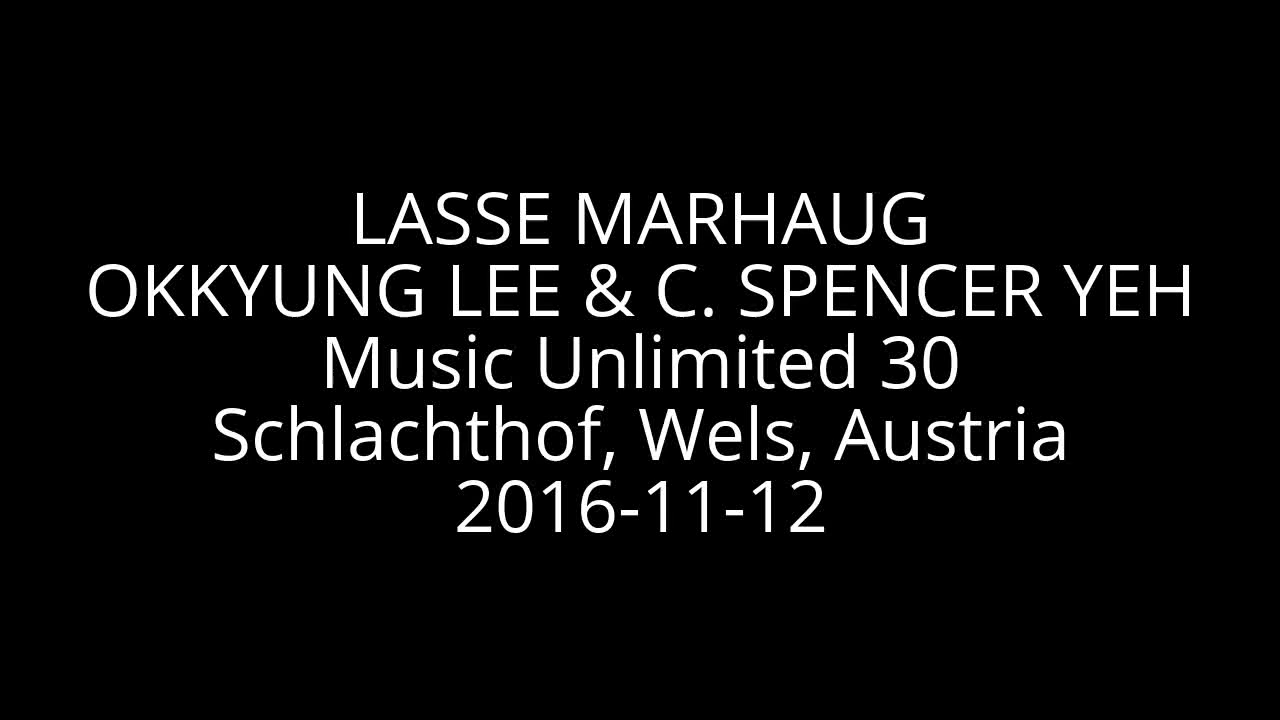 LASSE MARHAUG
OKKYUNG LEE & C. SPENCER YEH
Music Unlimited 30
Schlachthof, Wels, Austria
2016-11-12